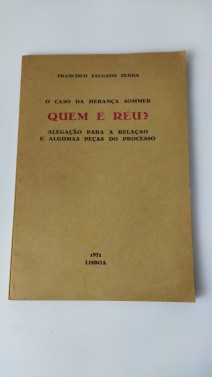 FRANCISCO SALGADO ZENHA
O CASO DA HERANÇA SOMMER
QUEM É RÉU?
ALEGAÇÃO PARA A RELAÇÃO
E ALGUMAS PEÇAS DO PROCESSO
1971
LISBOA